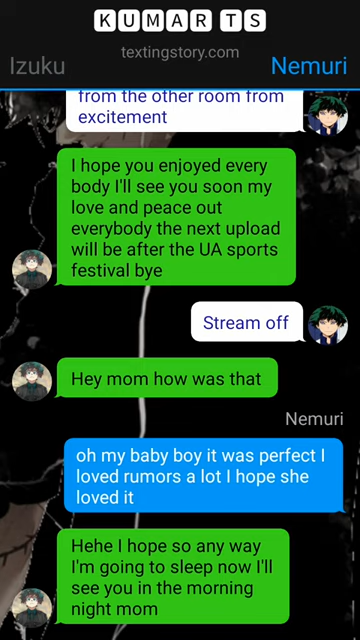 KUMAR TS
textingstory.com
Izuku
Nemuri
from the other room from
excitement
I hope you enjoyed every
body I'll see you soon my
love and peace out
everybody the next upload
will be after the UA sports
festival bye
Stream off
Hey mom how was that
Nemuri
oh my baby boy it was perfect I
loved rumors a lot I hope she
loved it
Hehe I hope so any way
I'm going to sleep now I'll
see you in the morning
night mom